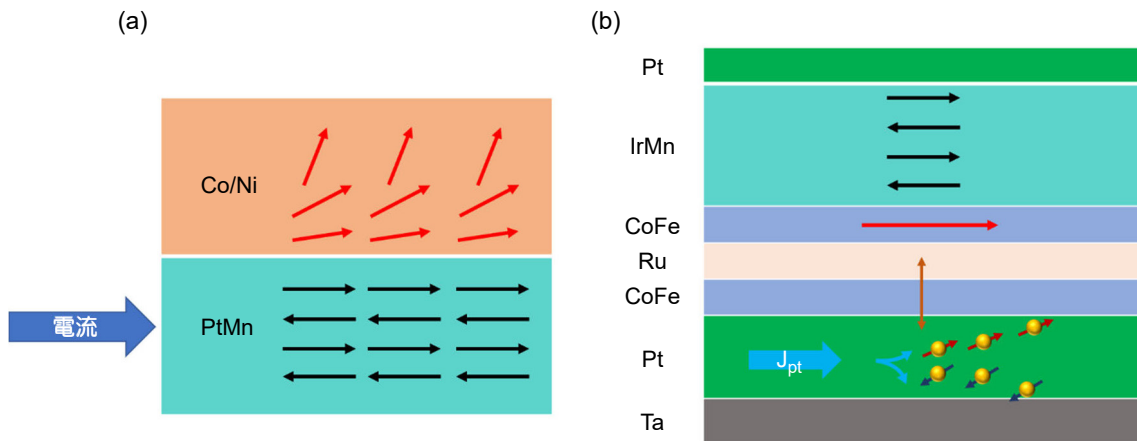 (a)
Co/Ni
電流
PtMn
(b)
Pt
IrMn
CoFe
Ru
CoFe
Pt
Jpt
Ta